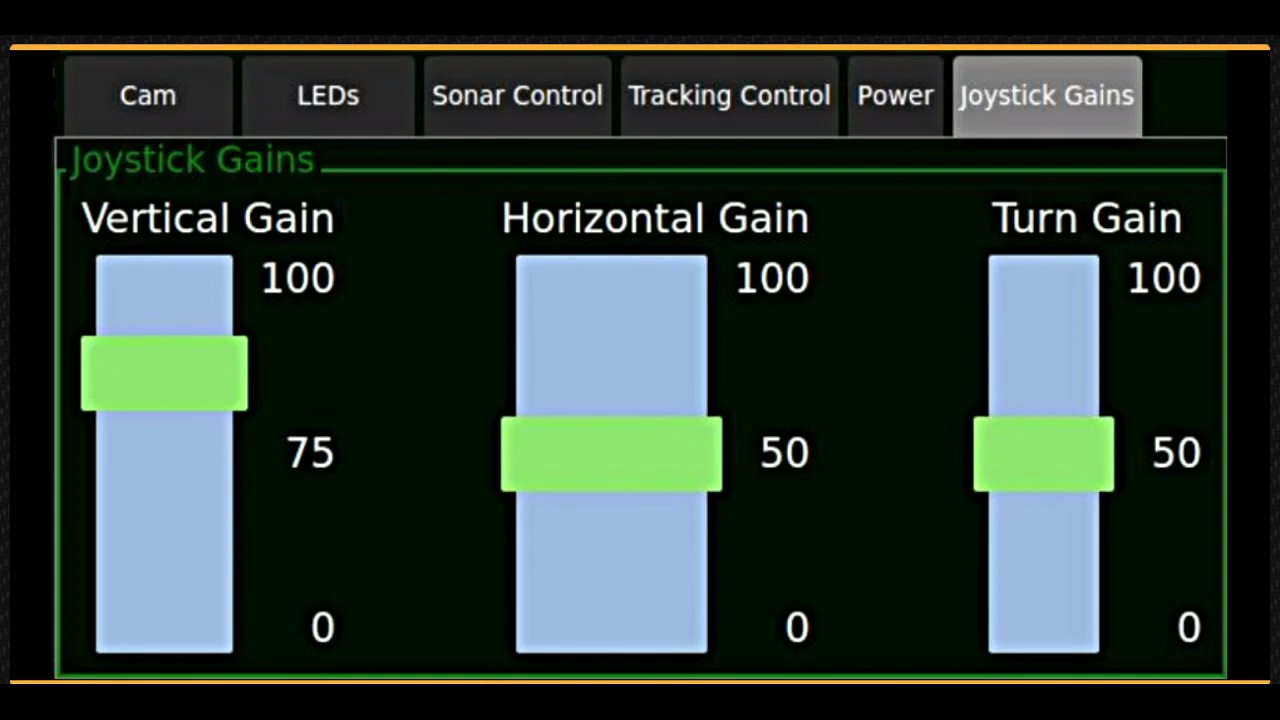 Cam LEDs Sonar Control Tracking Control Power Joystick Gains
Joystick Gains
Vertical Gain Horizontal Gain Turn Gain
100 100 100
75 50 50
0 0 0